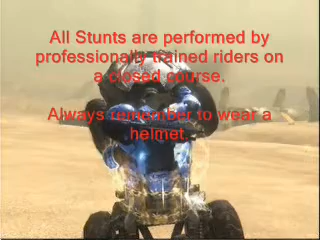 All Stunts are performed by
professionally trained riders on
a closed course.
Always remember to wear a
helmet.